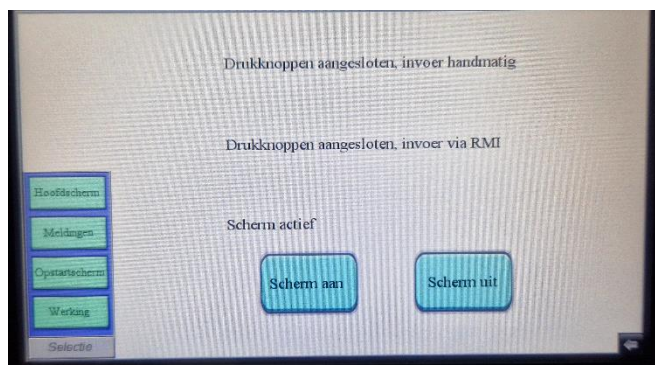 Drukknoppen aangesloten, invoer handmatig
Drukknoppen aangesloten, invoer via RMI
Scherm actief
Scherm aan
Scherm uit
Hoofdscherm
Meldingen
Opstartscherm
Werking
Selectie